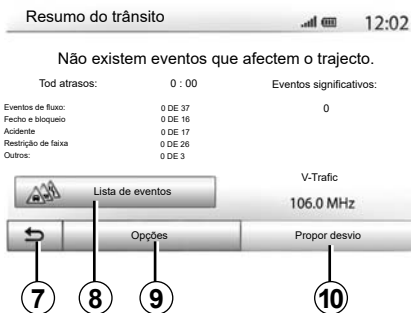 Resumo do trânsito
12:02
Não existem eventos que afectem o trajecto.
Tod atrasos: 0 : 00 Eventos significativos:
0
Eventos de fluxo: 0 DE 37
Fecho e bloqueio 0 DE 16
Acidente 0 DE 17
Restrição de faixa 0 DE 26
Outros: 0 DE 3
Lista de eventos
V-Trafic
106.0 MHz
Opções
Propor desvio
7 8 9 10